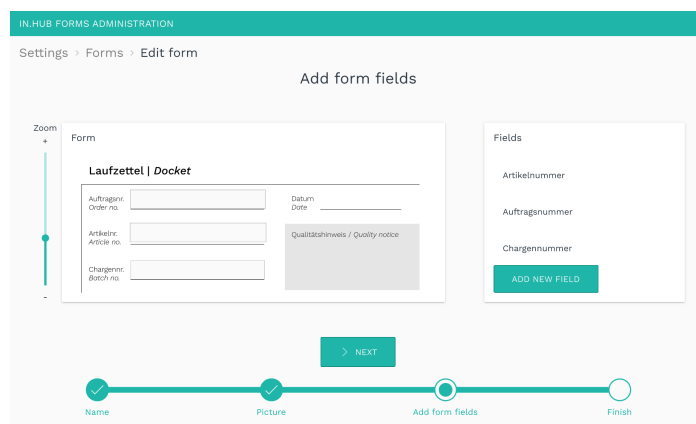 IN.HUB FORMS ADMINISTRATION
Settings > Forms > Edit form
Add form fields
Zoom
+
-
Form
Laufzettel | Docket
Auftragsnr.
Order no.
Datum
Date
Artikelnr.
Article no.
Qualitätshinweis / Quality notice
Chargennr.
Batch no.
Fields
Artikelnummer
Auftragsnummer
Chargennummer
ADD NEW FIELD
> NEXT
Name
Picture
Add form fields
Finish